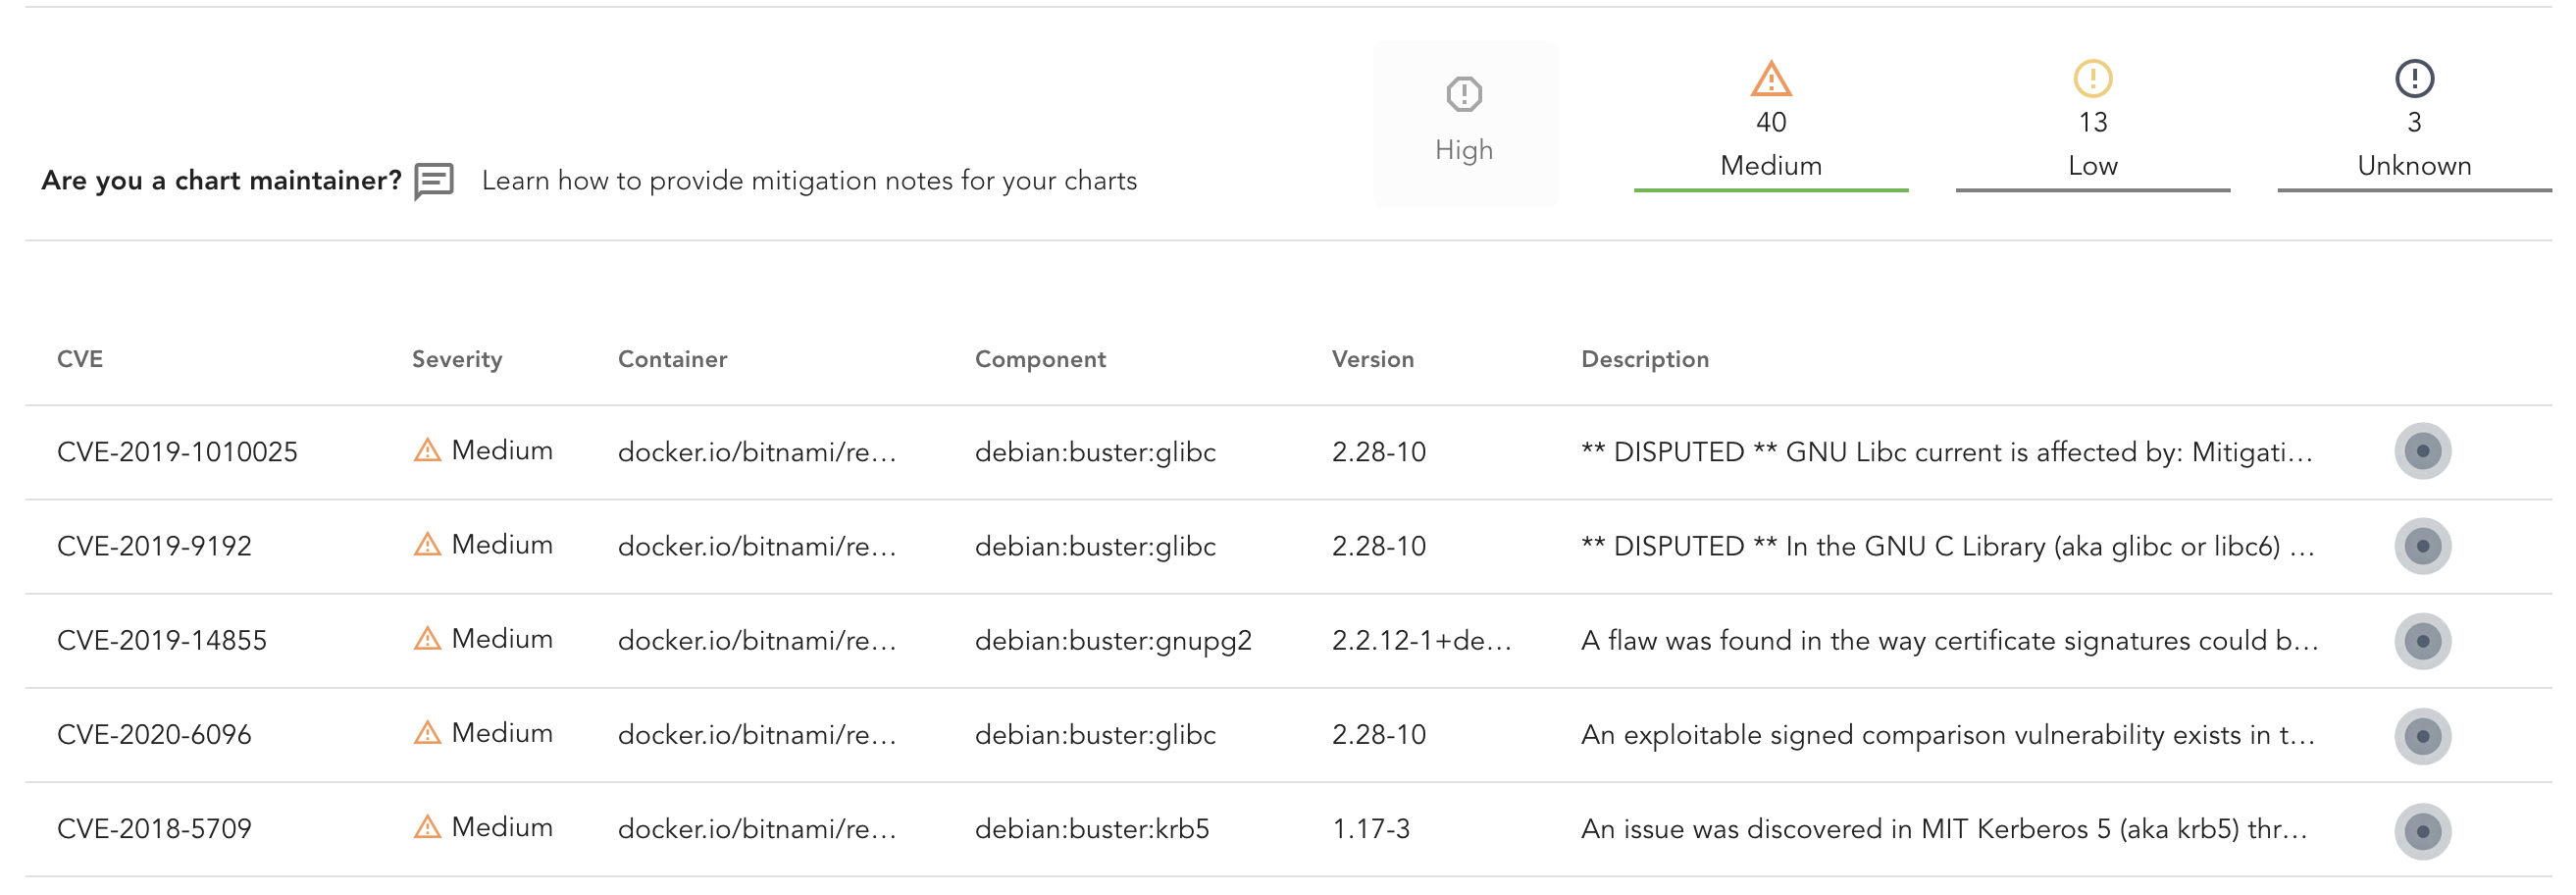 High
40
Medium
13
Low
3
Unknown
Are you a chart maintainer? Learn how to provide mitigation notes for your charts
CVE Severity Container Component Version Description
CVE-2019-1010025 Medium docker.io/bitnami/re... debian:buster:glibc 2.28-10 ** DISPUTED ** GNU Libc current is affected by: Mitigati...
CVE-2019-9192 Medium docker.io/bitnami/re... debian:buster:glibc 2.28-10 ** DISPUTED ** In the GNU C Library (aka glibc or libc6) ...
CVE-2019-14855 Medium docker.io/bitnami/re... debian:buster:gnupg2 2.2.12-1+de... A flaw was found in the way certificate signatures could b...
CVE-2020-6096 Medium docker.io/bitnami/re... debian:buster:glibc 2.28-10 An exploitable signed comparison vulnerability exists in t...
CVE-2018-5709 Medium docker.io/bitnami/re... debian:buster:krb5 1.17-3 An issue was discovered in MIT Kerberos 5 (aka krb5) thr...